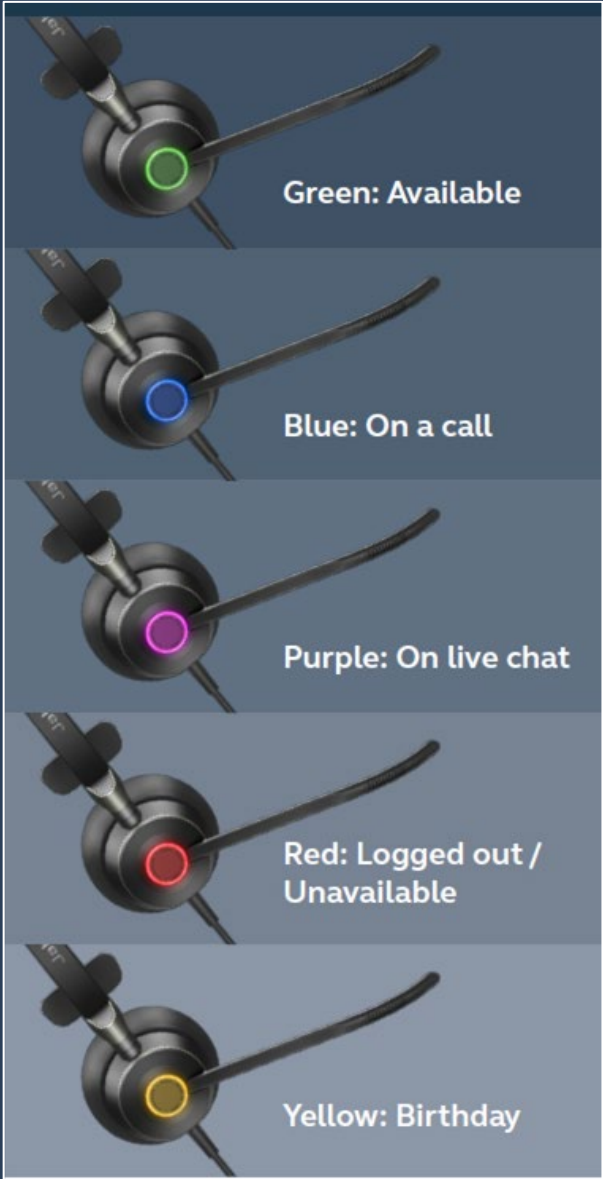 Green: Available
Blue: On a call
Purple: On live chat
Red: Logged out /
Unavailable
Yellow: Birthday